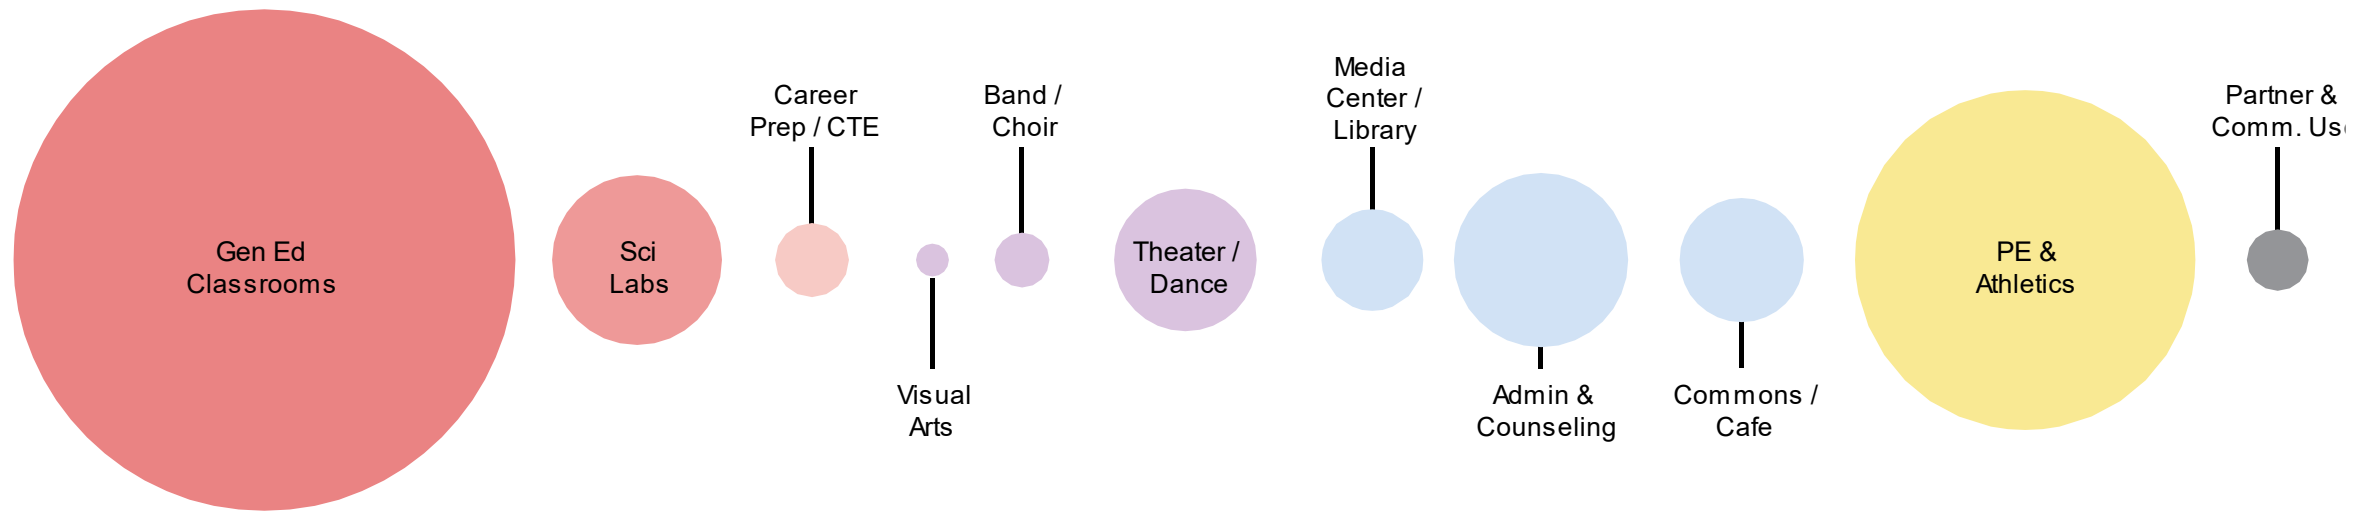 Gen Ed
Classrooms
Sci
Labs
Career
Prep / CTE
Visual
Arts
Band /
Choir
Theater /
Dance
Media
Center /
Library
Admin &
Counseling
Commons /
Cafe
PE &
Athletics
Partner &
Comm.